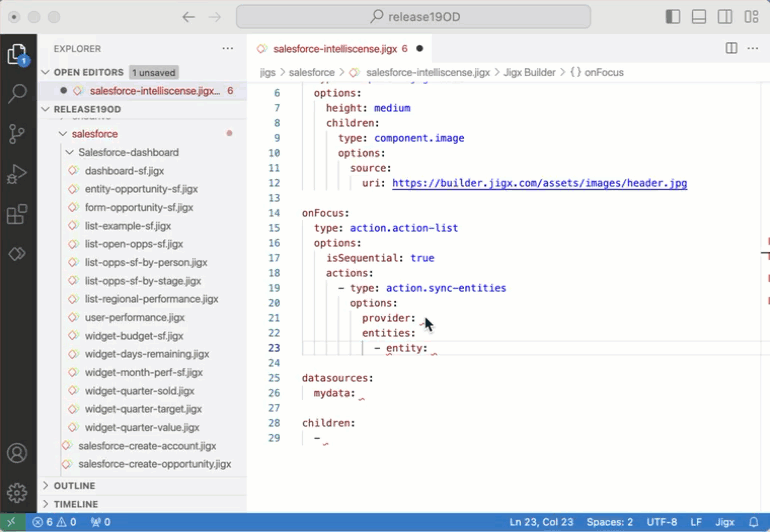 release19OD
EXPLORER
OPEN EDITORS
1 unsaved
salesforce-intelliscense.jigx... 6
RELEASE19OD
salesforce
Salesforce-dashboard
dashboard-sf.jigx
entity-opportunity-sf.jigx
form-opportunity-sf.jigx
list-example-sf.jigx
list-open-opps-sf.jigx
list-opps-sf-by-person.jigx
list-opps-sf-by-stage.jigx
list-regional-performance.jigx
user-performance.jigx
widget-budget-sf.jigx
widget-days-remaining.jigx
widget-month-perf-sf.jigx
widget-quarter-sold.jigx
widget-quarter-target.jigx
widget-quarter-value.jigx
salesforce-create-account.jigx
salesforce-create-opportunity.jigx
OUTLINE
TIMELINE
1
salesforce-intelliscense.jigx 6
jigs > salesforce > salesforce-intelliscense.jigx > Jigx Builder > {} onFocus
6 options:
7 height: medium
8 children:
9 type: component.image
10 options:
11 source:
12 uri: https://builder.jigx.com/assets/images/header.jpg
13
14 onFocus:
15 type: action.action-list
16 options:
17 isSequential: true
18 actions:
19 - type: action.sync-entities
20 options:
21 provider:
22 entities:
23 - entity:
24
25 datasources:
26 mydata:
27
28 children:
29 -
6 0 0 Ln 23, Col 23 Spaces: 2 UTF-8 LF Jigx